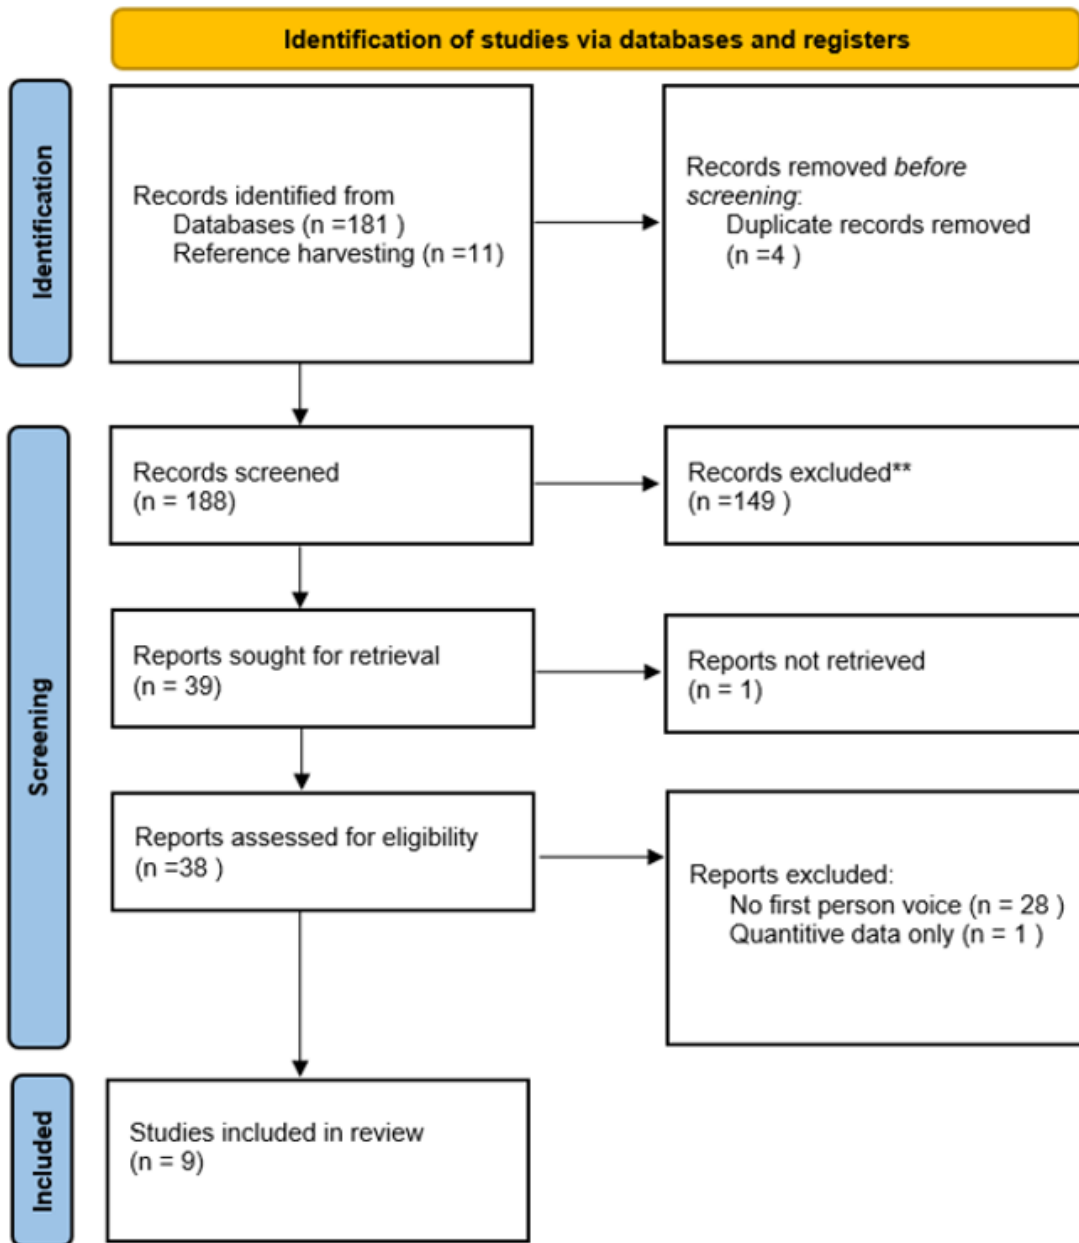 Identification of studies via databases and registers
Identification
Records identified from
Databases (n =181 )
Reference harvesting (n =11)
Records removed before
screening:
Duplicate records removed
(n =4 )
Screening
Records screened
(n = 188)
Records excluded**
(n =149 )
Reports sought for retrieval
(n = 39)
Reports not retrieved
(n = 1)
Reports assessed for eligibility
(n =38 )
Reports excluded:
No first person voice (n = 28 )
Quantitive data only (n = 1 )
Included
Studies included in review
(n = 9)